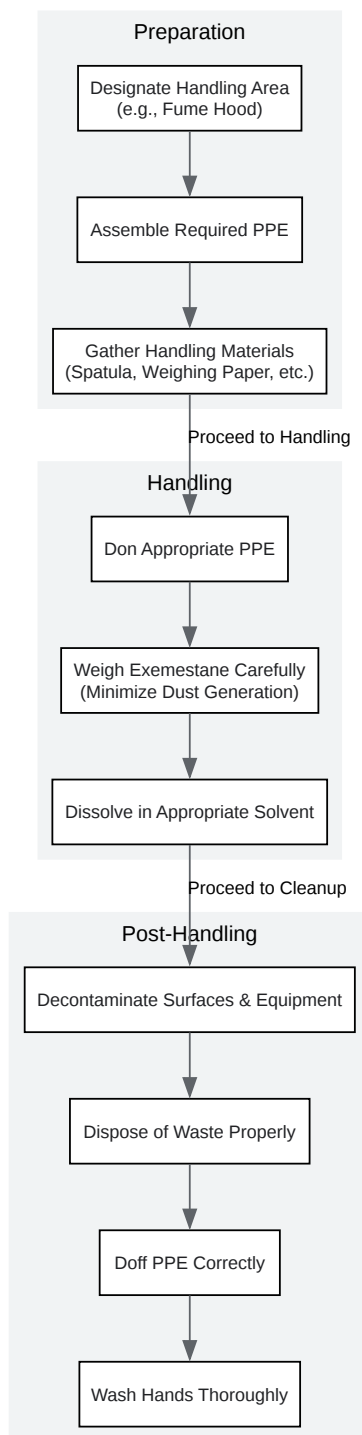 Preparation
Designate Handling Area
(e.g., Fume Hood)
Assemble Required PPE
Gather Handling Materials
(Spatula, Weighing Paper, etc.)
Proceed to Handling
Handling
Don Appropriate PPE
Weigh Exemestane Carefully
(Minimize Dust Generation)
Dissolve in Appropriate Solvent
Proceed to Cleanup
Post-Handling
Decontaminate Surfaces & Equipment
Dispose of Waste Properly
Doff PPE Correctly
Wash Hands Thoroughly